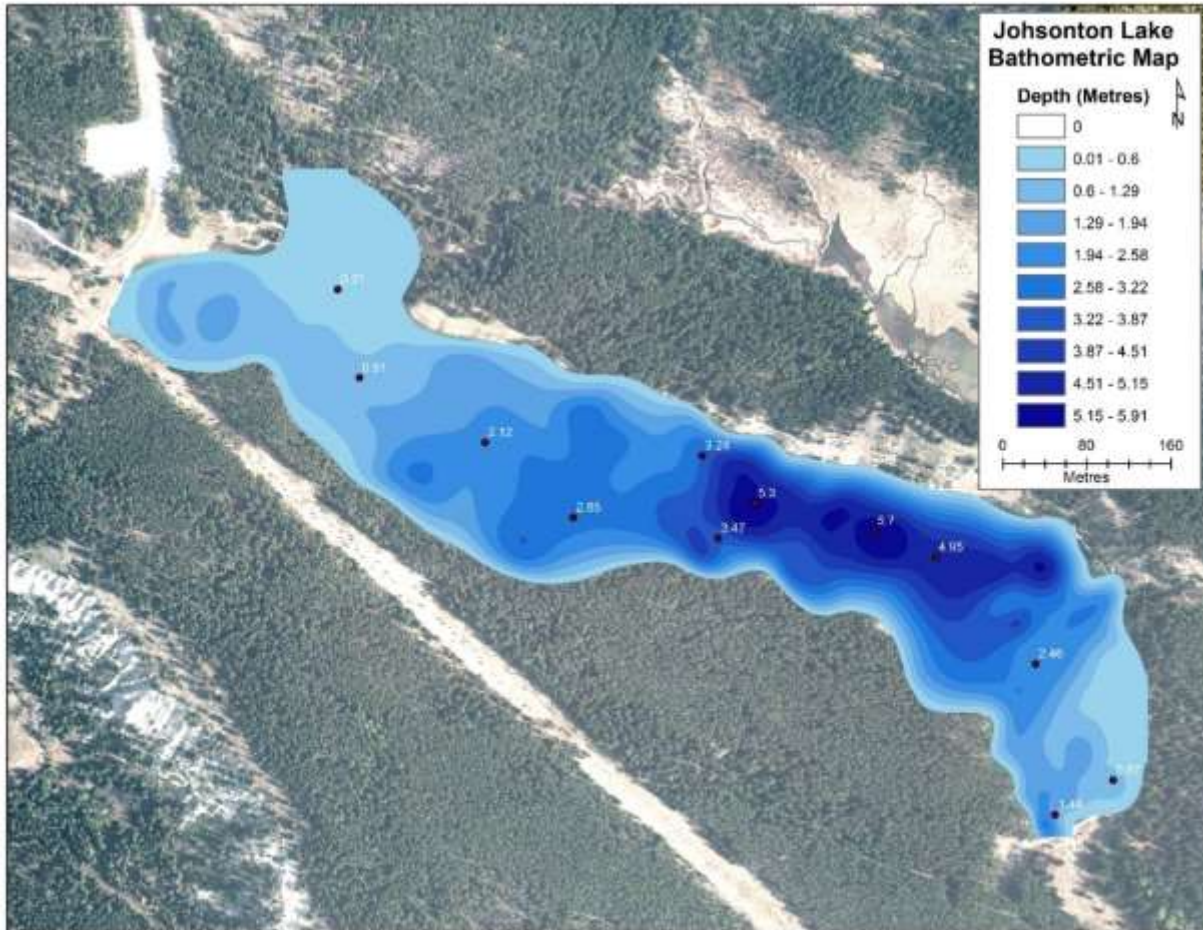 Johsonton Lake
Bathometric Map
Depth (Metres)
N
0
0.01 - 0.6
0.6 - 1.29
1.29 - 1.94
1.94 - 2.58
2.58 - 3.22
3.22 - 3.87
3.87 - 4.51
4.51 - 5.15
5.15 - 5.91
0 80 160
Metres
2.12
3.28
5.3
2.85
3.47
5.7
4.95
2.46